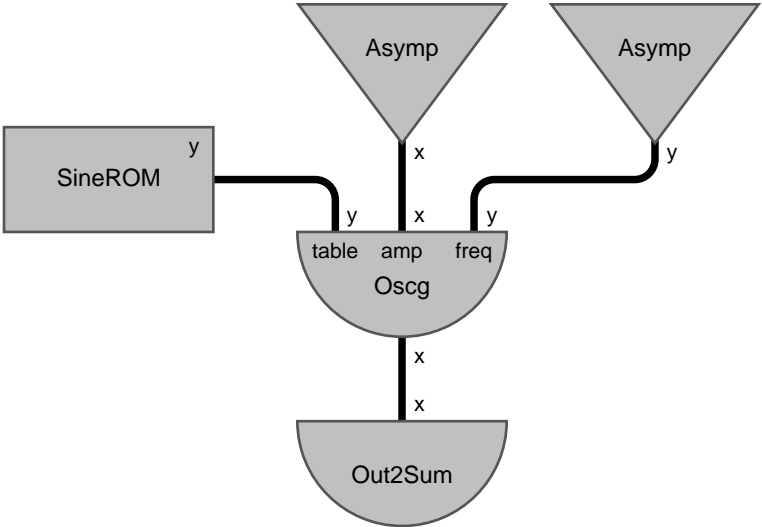 Asymp
Asymp
y
SineROM
x
y
y
x
y
table amp freq
Oscg
x
x
Out2Sum